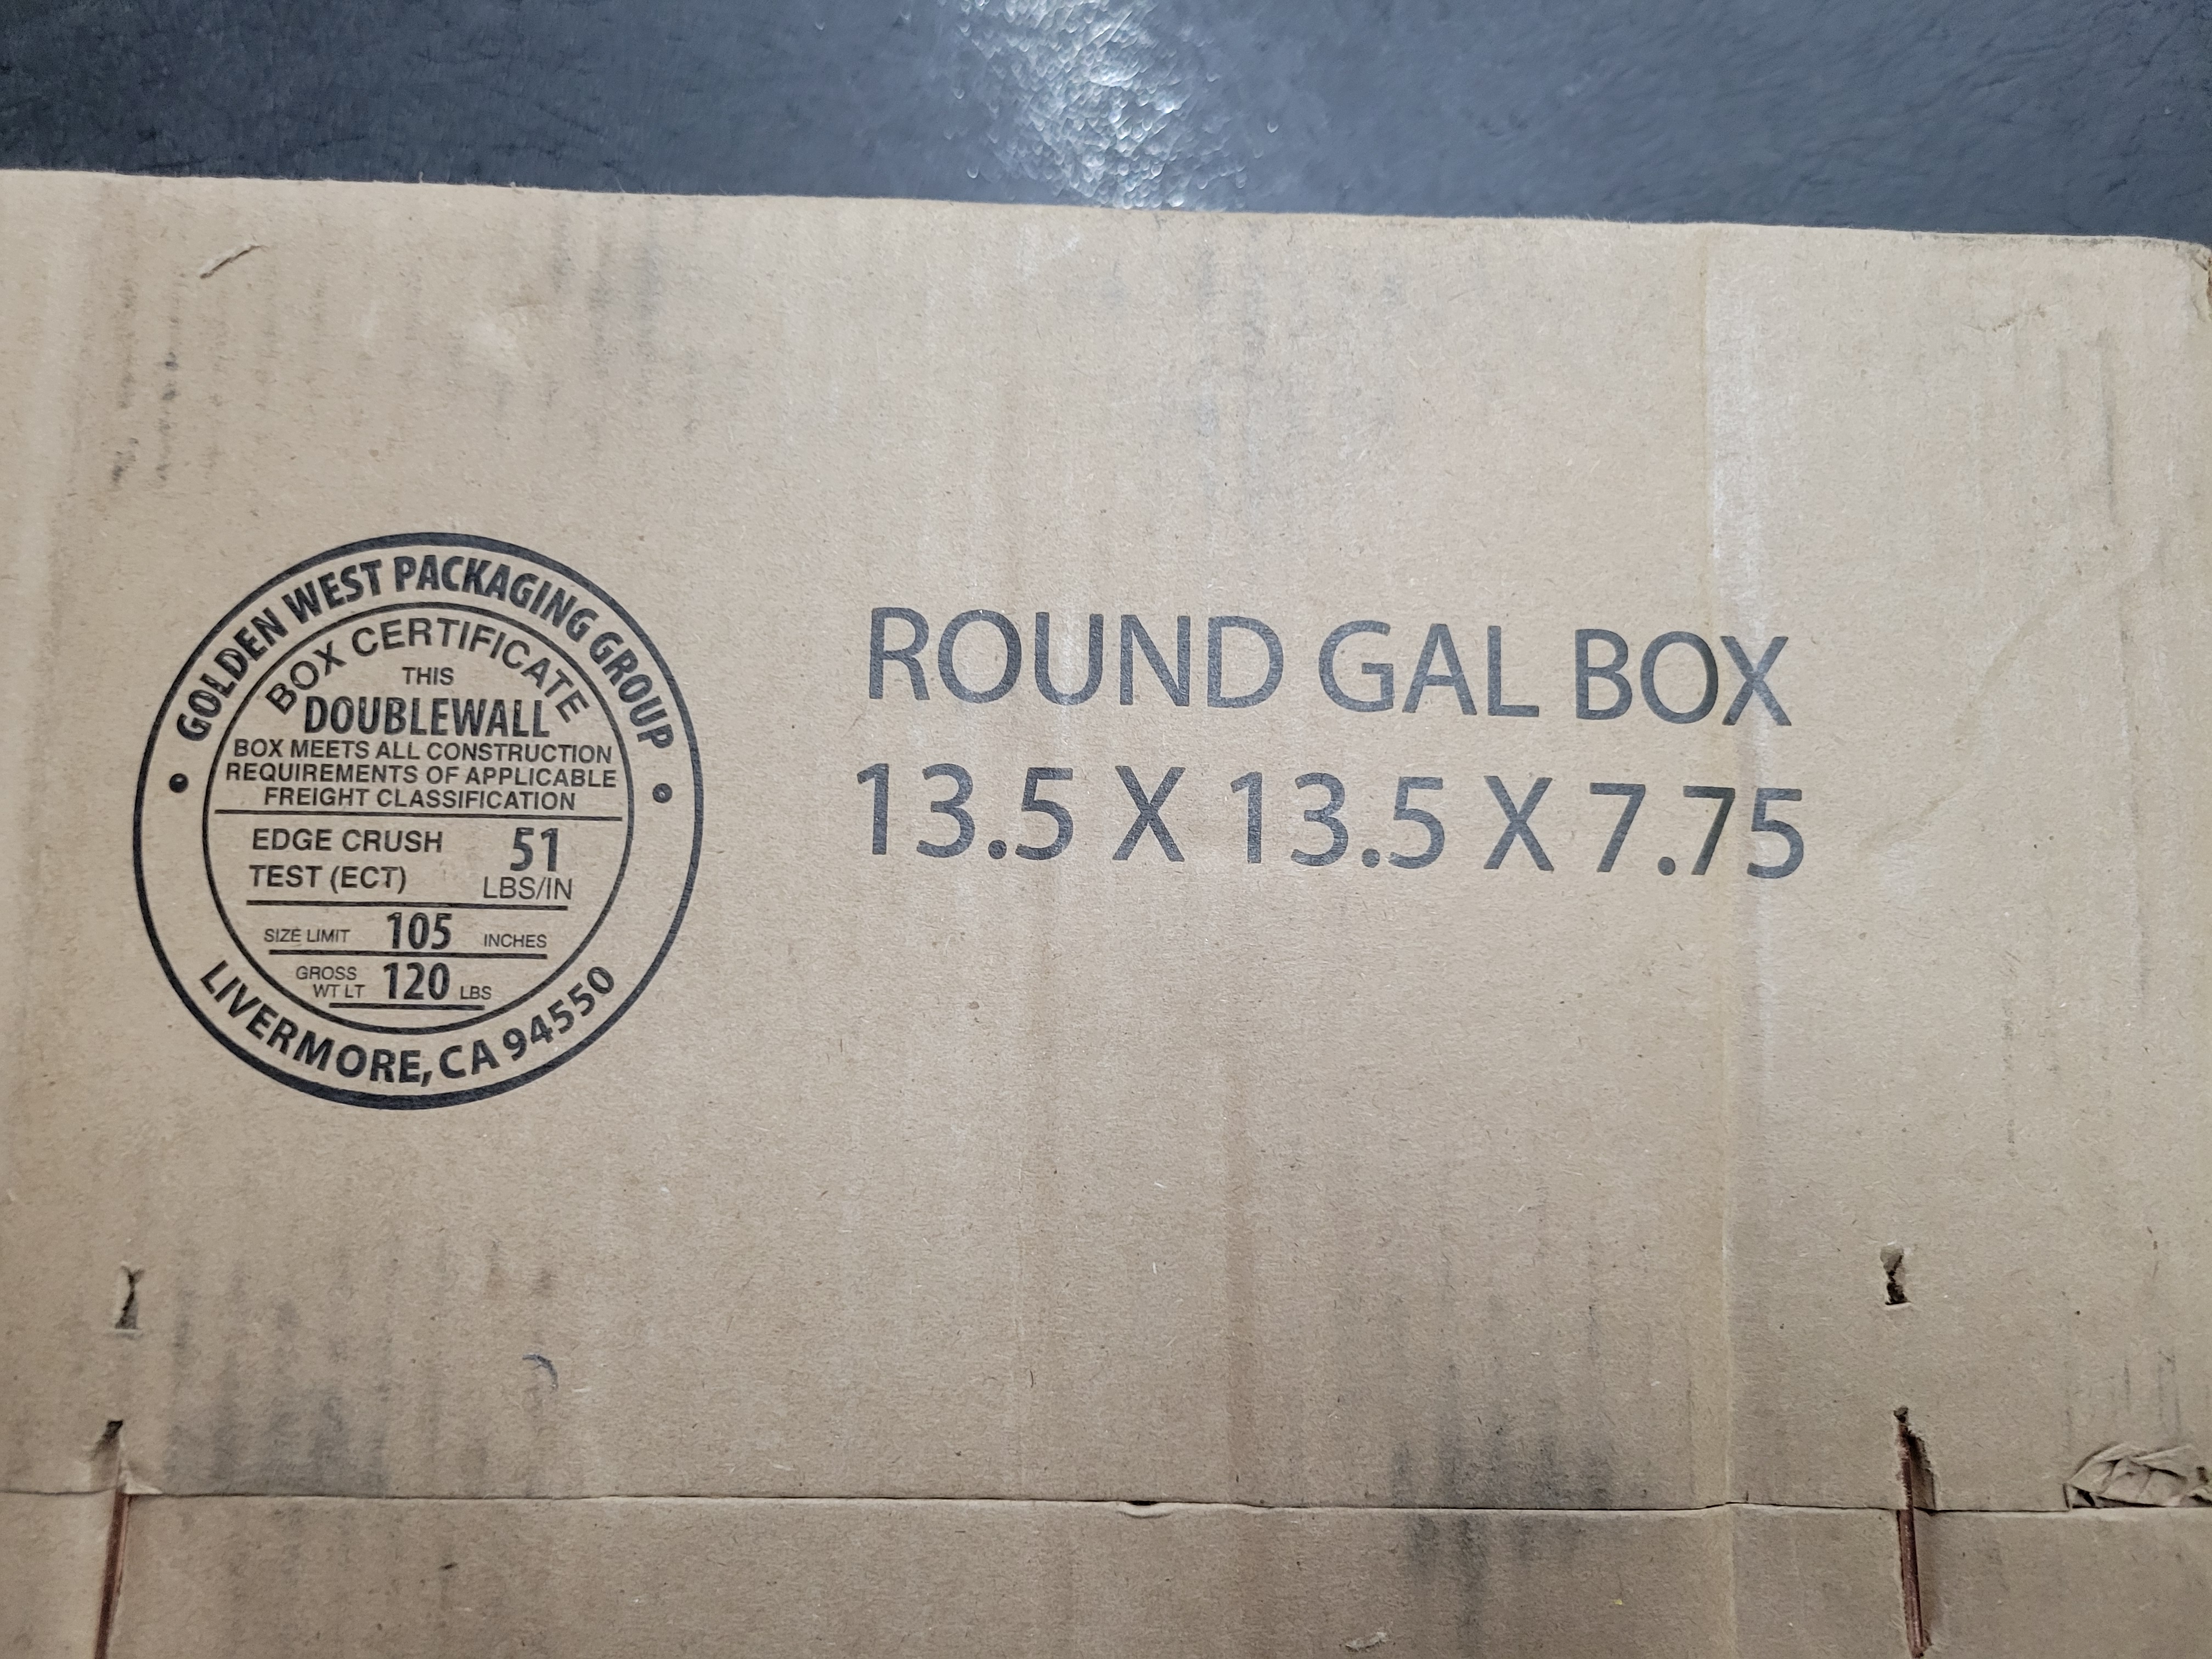 GOLDEN WEST PACKAGING GROUP
BOX CERTIFICATE
THIS
DOUBLEWALL
BOX MEETS ALL CONSTRUCTION
REQUIREMENTS OF APPLICABLE
FREIGHT CLASSIFICATION
EDGE CRUSH
TEST (ECT)
51
LBS/IN
SIZE LIMIT 105 INCHES
GROSS
WT LT 120 LBS
LIVERMORE, CA 94550
ROUND GAL BOX
13.5 X 13.5 X 7.75